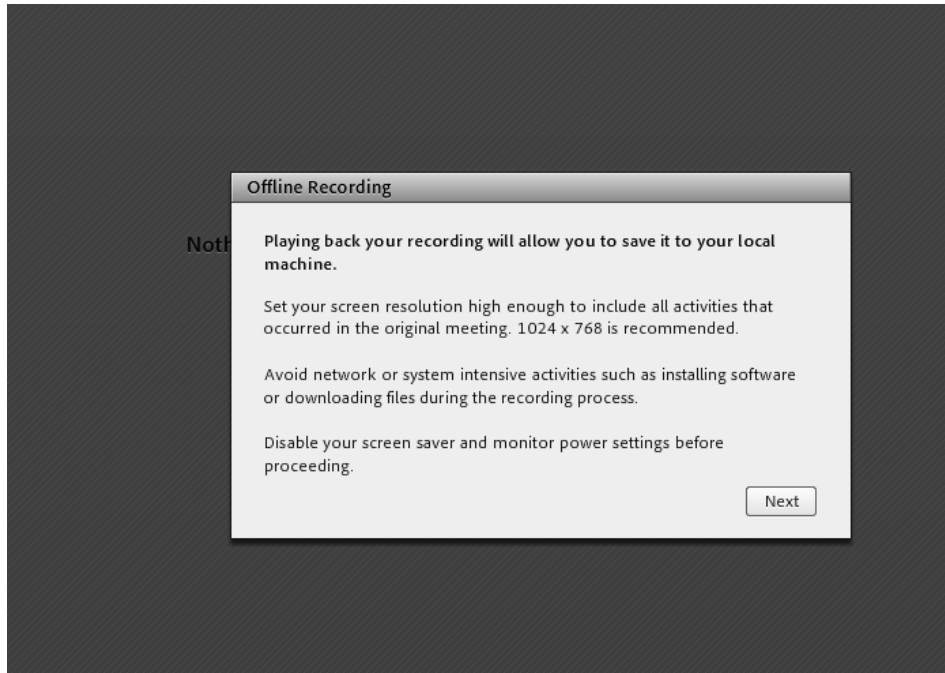 Offline Recording
Playing back your recording will allow you to save it to your local
machine.
Set your screen resolution high enough to include all activities that
occurred in the original meeting. 1024 x 768 is recommended.
Avoid network or system intensive activities such as installing software
or downloading files during the recording process.
Disable your screen saver and monitor power settings before
proceeding.
Next